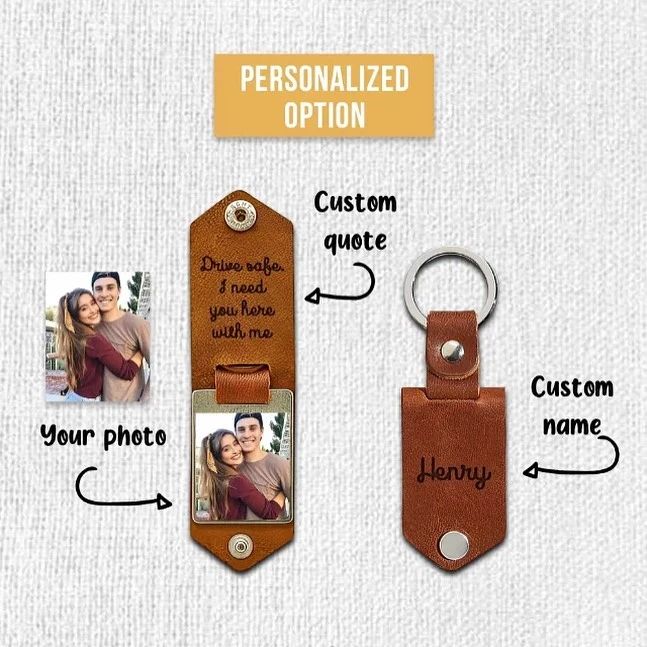 PERSONALIZED
OPTION
Custom
quote
Drive safe.
I need
you here
with me
Your photo
Custom
name
Henry